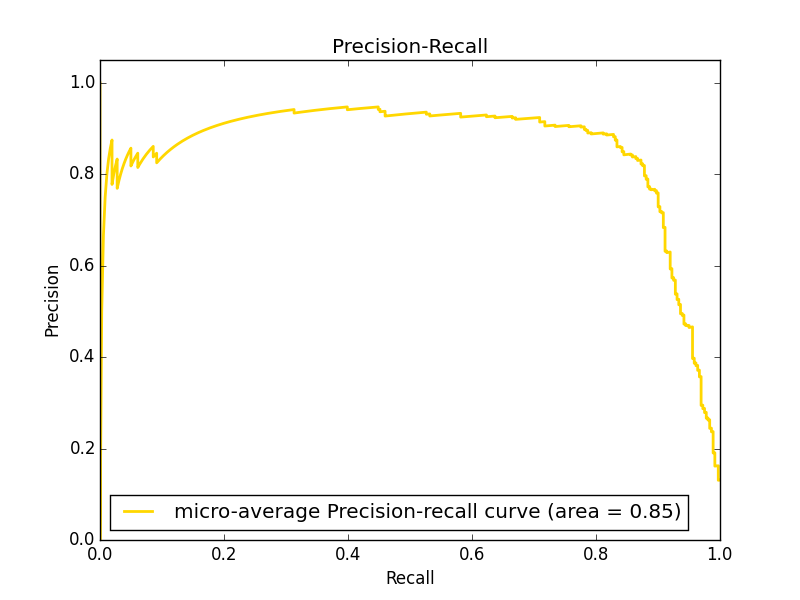 Precision-Recall
1.0
0.8
0.6
0.4
0.2
0.0
Precision
micro-average Precision-recall curve (area = 0.85)
0.0 0.2 0.4 0.6 0.8 1.0
Recall